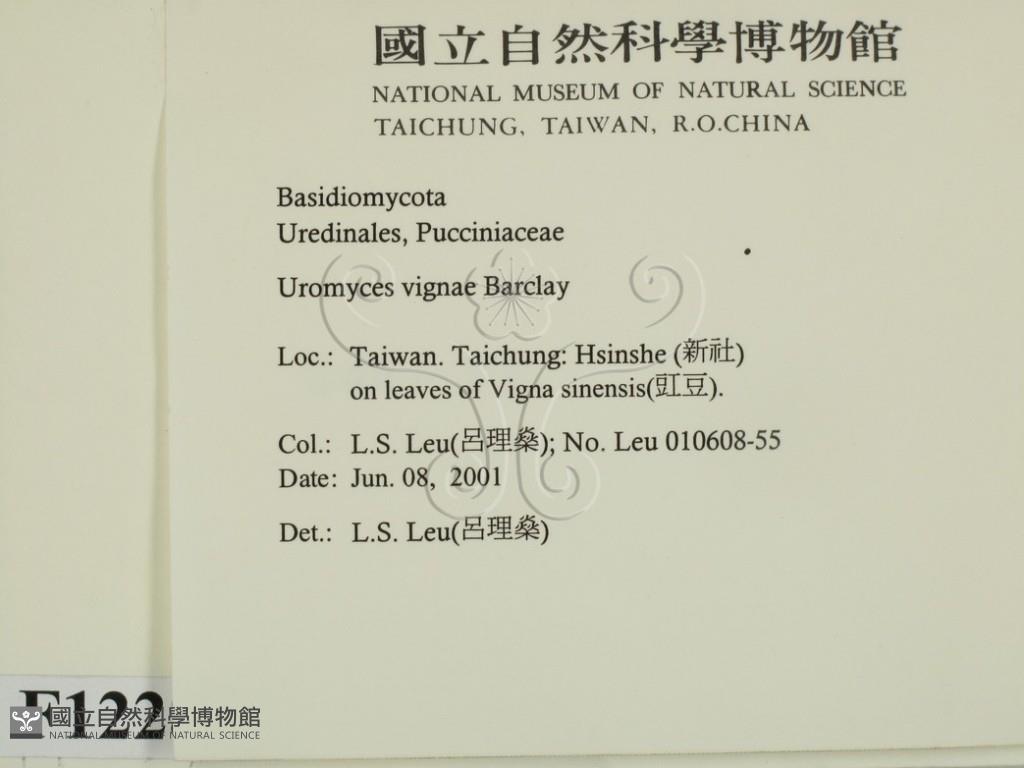 國立自然科學博物館
NATIONAL MUSEUM OF NATURAL SCIENCE
TAICHUNG, TAIWAN, R.O.CHINA
Basidiomycota
Uredinales, Pucciniaceae
Uromyces vignae Barclay
Loc.: Taiwan. Taichung: Hsinshe (新社)
on leaves of Vigna sinensis(豇豆).
Col.: L.S. Leu(呂理燊); No. Leu 010608-55
Date: Jun. 08, 2001
Det.: L.S. Leu(呂理燊)
F122
國立自然科學博物館
NATIONAL MUSEUM OF NATURAL SCIENCE